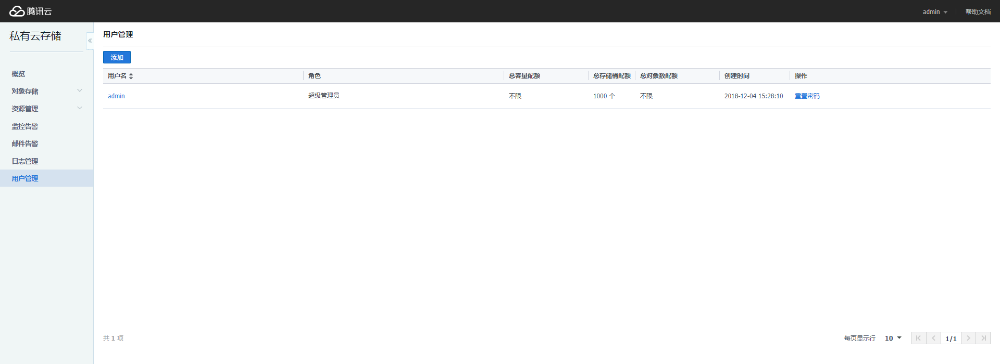 腾讯云
admin
帮助文档
私有云存储
概览
对象存储
资源管理
监控告警
邮件告警
日志管理
用户管理
用户管理
添加
用户名 角色 总容量配额 总存储桶配额 总对象数配额 创建时间 操作
admin 超级管理员 不限 1000 个 不限 2018-12-04 15:28:10 重置密码
共 1 项
每页显示行 10 1/1